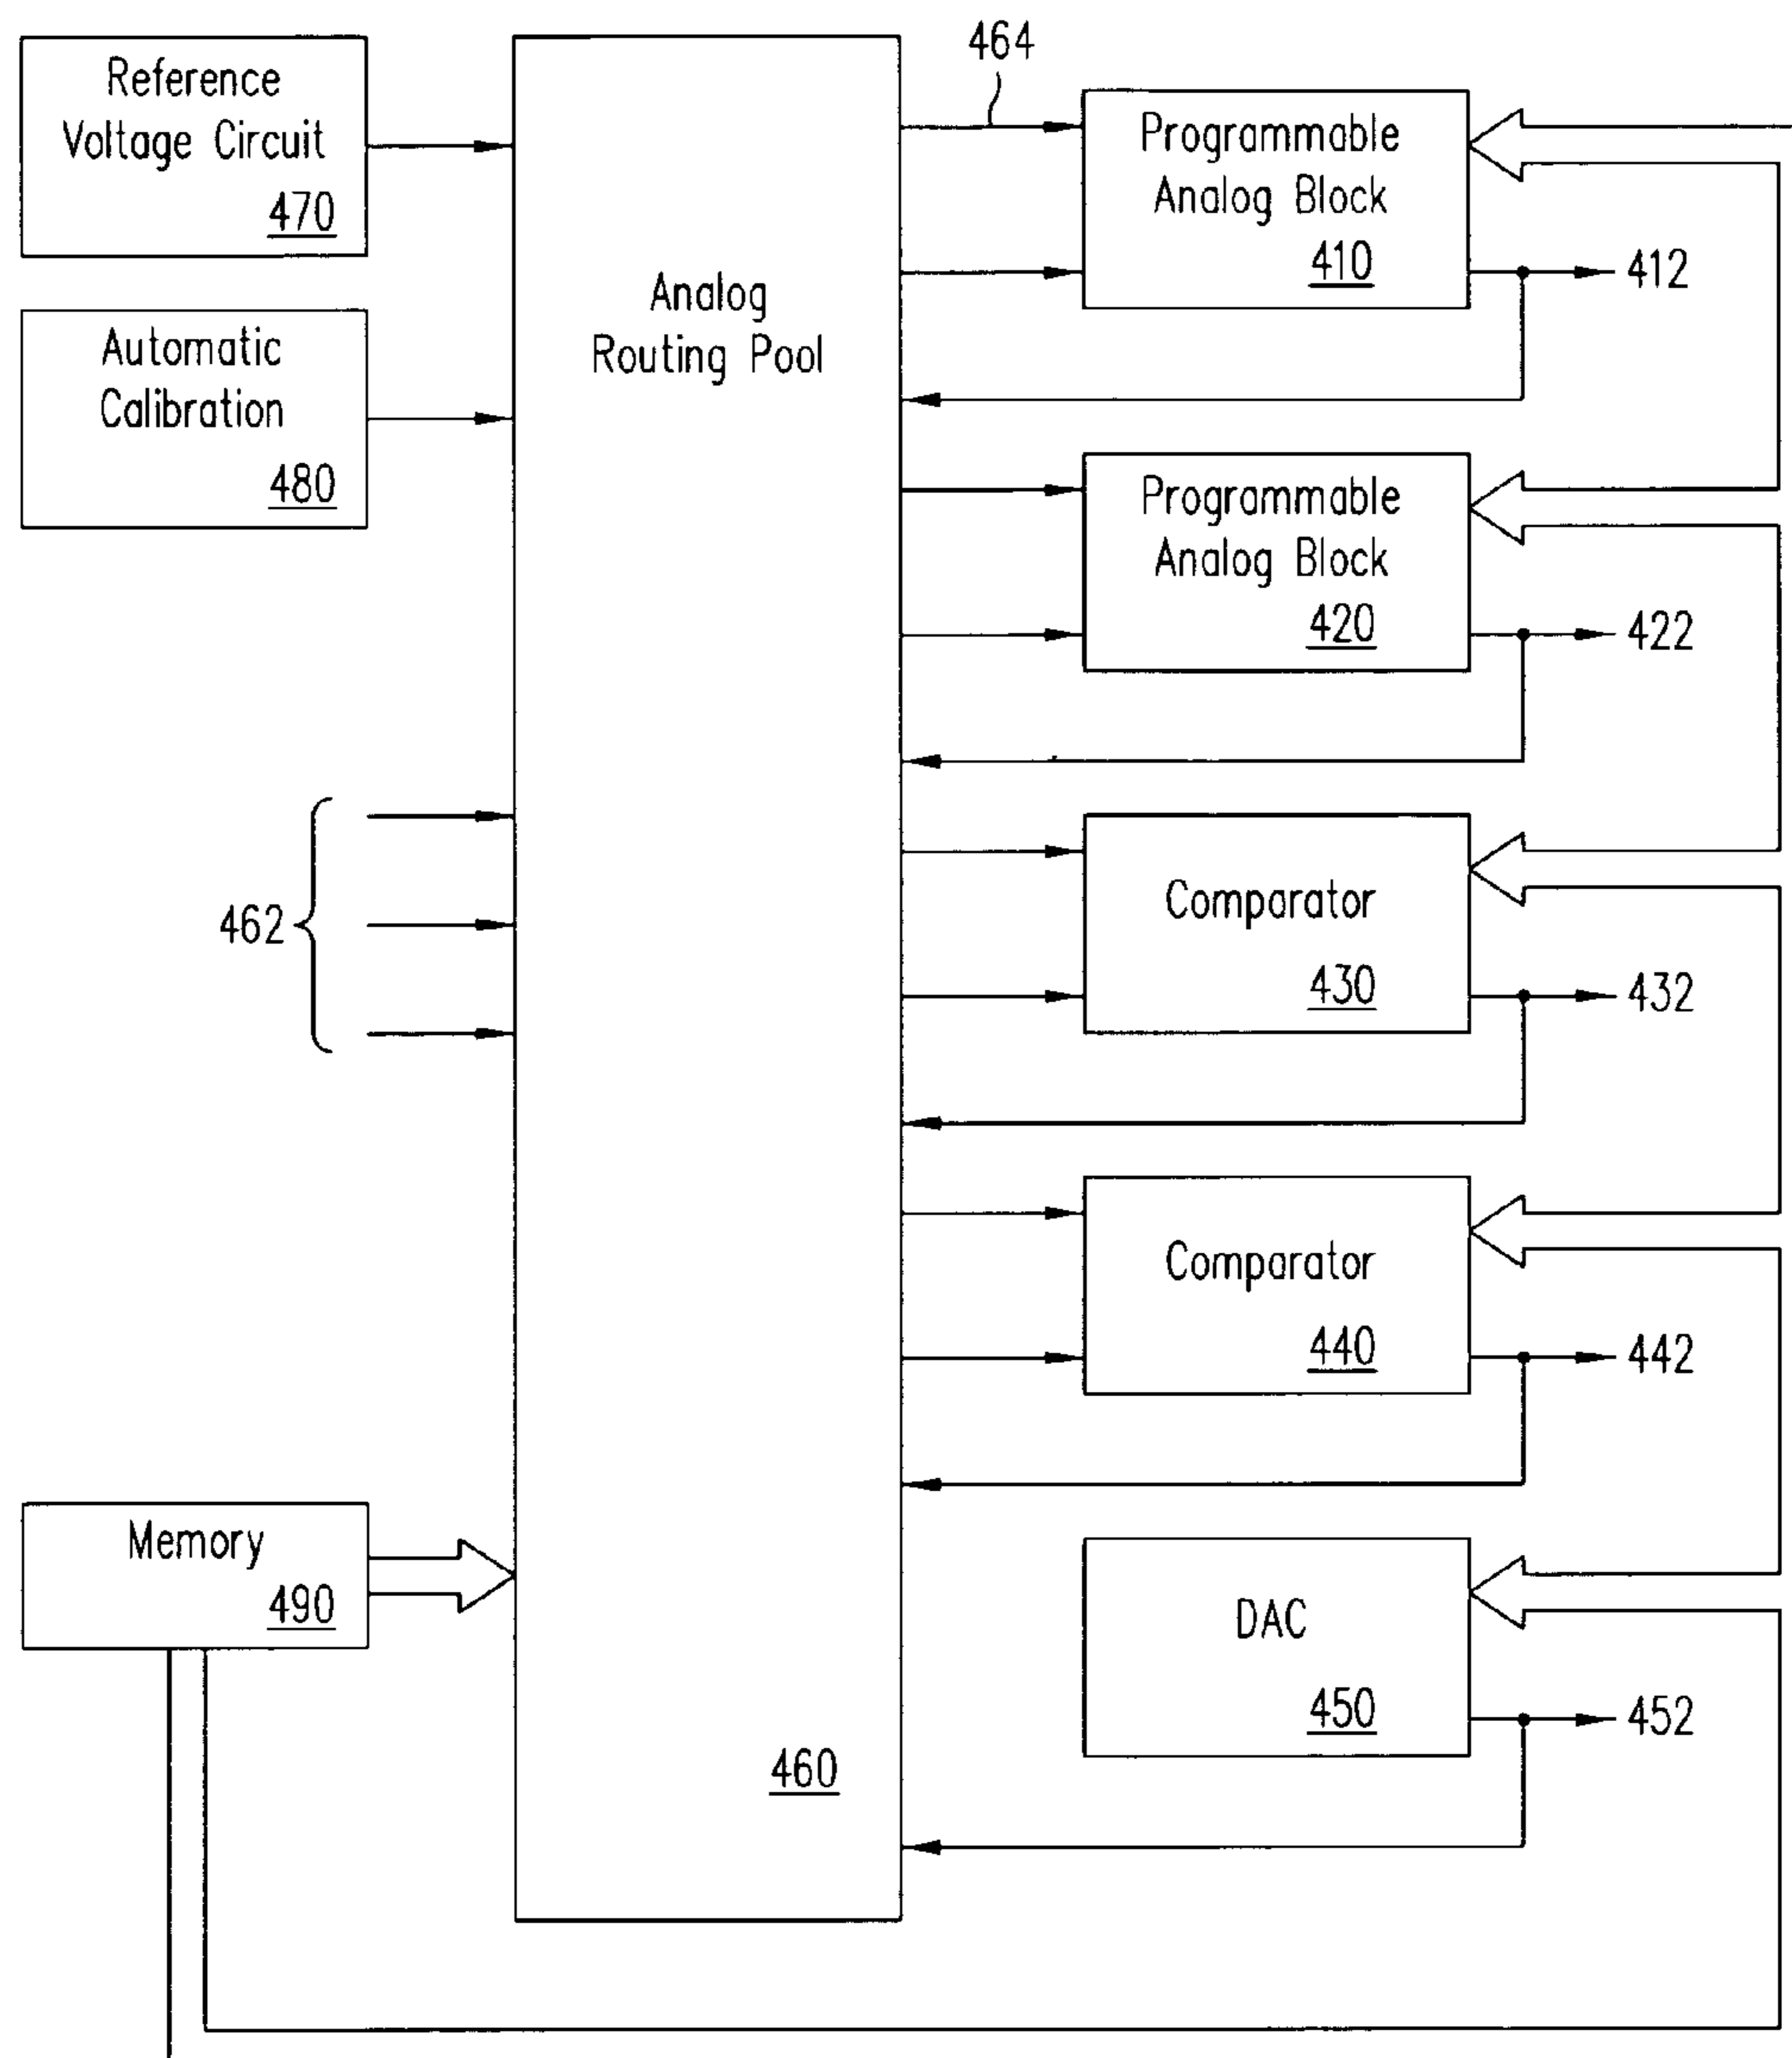 Reference
Voltage Circuit
470
Automatic
Calibration
480
462
Memory
490
Analog
Routing Pool
460
464
Programmable
Analog Block
410
412
Programmable
Analog Block
420
422
Comparator
430
432
Comparator
440
442
DAC
450
452